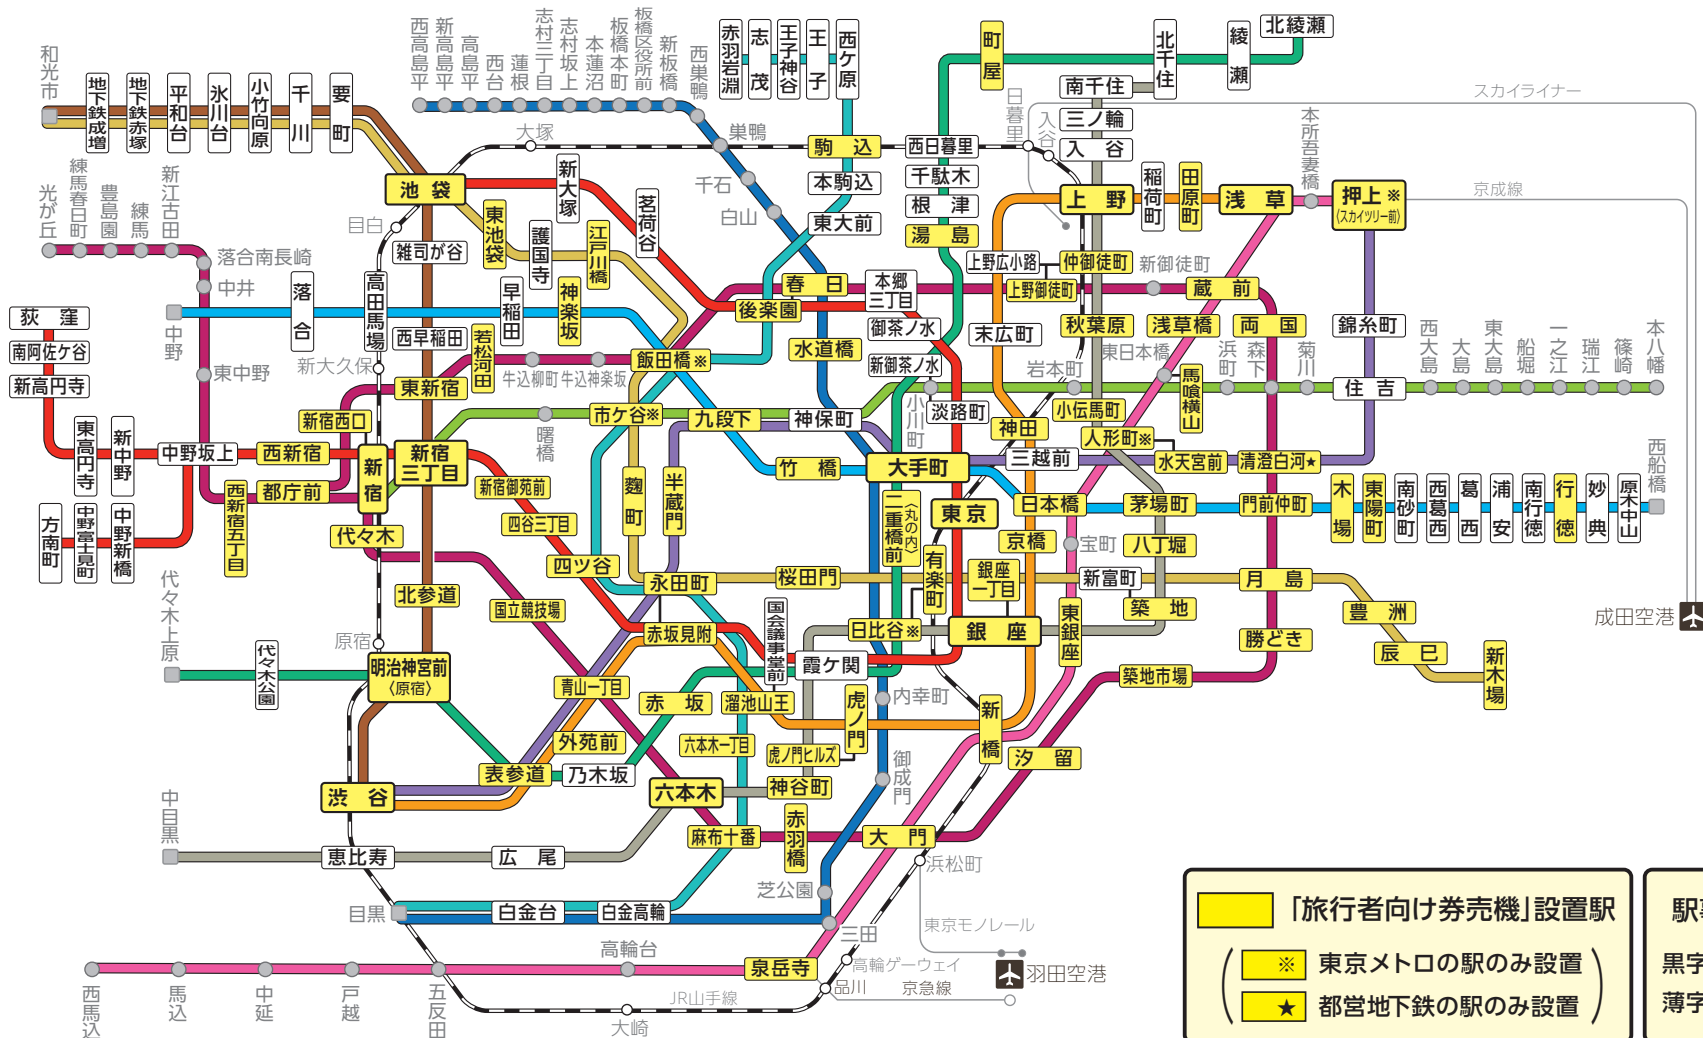 西高島平
新高島平
高島平
西台
蓮根
志村三丁目
志村坂上
本蓮沼
板橋本町
板橋区役所前
新板橋
西巣鴨
赤羽岩淵
志茂
王子神谷
王子
西ケ原
町屋
北千住
綾瀬
北綾瀬
和光市
地下鉄成増
地下鉄赤塚
平和台
氷川台
小竹向原
千川
要町
大塚
巣鴨
駒込
西日暮里
日暮里
入谷
南千住
三ノ輪
入谷
スカイライナー
本所吾妻橋
京成線
光が丘
練馬春日町
豊島園
練馬
新江古田
池袋
新大塚
茗荷谷
千石
白山
本駒込
東大前
千駄木
根津
湯島
上野
稲荷町
田原町
浅草
押上※
〈スカイツリー前〉
目白
東池袋
護国寺
江戸川橋
雑司が谷
落合南長崎
中井
上野広小路
仲御徒町
新御徒町
上野御徒町
蔵前
春日
後楽園
本郷三丁目
荻窪
南阿佐ケ谷
新高円寺
中野
落合
高田馬場
西早稲田
早稲田
神楽坂
若松河田
牛込柳町
牛込神楽坂
飯田橋※
水道橋
御茶ノ水
新御茶ノ水
末広町
秋葉原
浅草橋
両国
錦糸町
東中野
新大久保
東新宿
新宿西口
岩本町
東日本橋
馬喰横山
浜町
森下
菊川
住吉
西大島
大島
東大島
船堀
一之江
瑞江
篠崎
本八幡
小川町
淡路町
神田
小伝馬町
人形町※
東高円寺
新中野
中野坂上
西新宿
新宿
新宿三丁目
曙橋
市ケ谷※
九段下
神保町
竹橋
大手町
三越前
水天宮前
清澄白河★
西船橋
方南町
中野富士見町
中野新橋
西新宿五丁目
都庁前
代々木
新宿御苑前
四谷三丁目
四ツ谷
麴町
半蔵門
二重橋前
〈丸の内〉
東京
日本橋
茅場町
門前仲町
木場
東陽町
南砂町
西葛西
葛西
浦安
南行徳
行徳
妙典
原木中山
京橋
宝町
八丁堀
有楽町
銀座一丁目
新富町
築地
月島
豊洲
辰巳
新木場
成田空港
代々木上原
代々木公園
原宿
北参道
国立競技場
永田町
桜田門
赤坂見附
国会議事堂前
日比谷※
銀座
東銀座
勝どき
築地市場
明治神宮前
〈原宿〉
青山一丁目
赤坂
溜池山王
霞ケ関
虎ノ門
内幸町
新橋
汐留
外苑前
六本木一丁目
虎ノ門ヒルズ
御成門
表参道
乃木坂
渋谷
六本木
神谷町
赤羽橋
麻布十番
大門
浜松町
中目黒
恵比寿
広尾
目黒
白金台
白金高輪
芝公園
三田
東京モノレール
高輪ゲーウェイ
羽田空港
西馬込
馬込
中延
戸越
五反田
高輪台
泉岳寺
JR山手線
大崎
品川
京急線
「旅行者向け券売機」設置駅
※ 東京メトロの駅のみ設置
★ 都営地下鉄の駅のみ設置
黒字
薄字